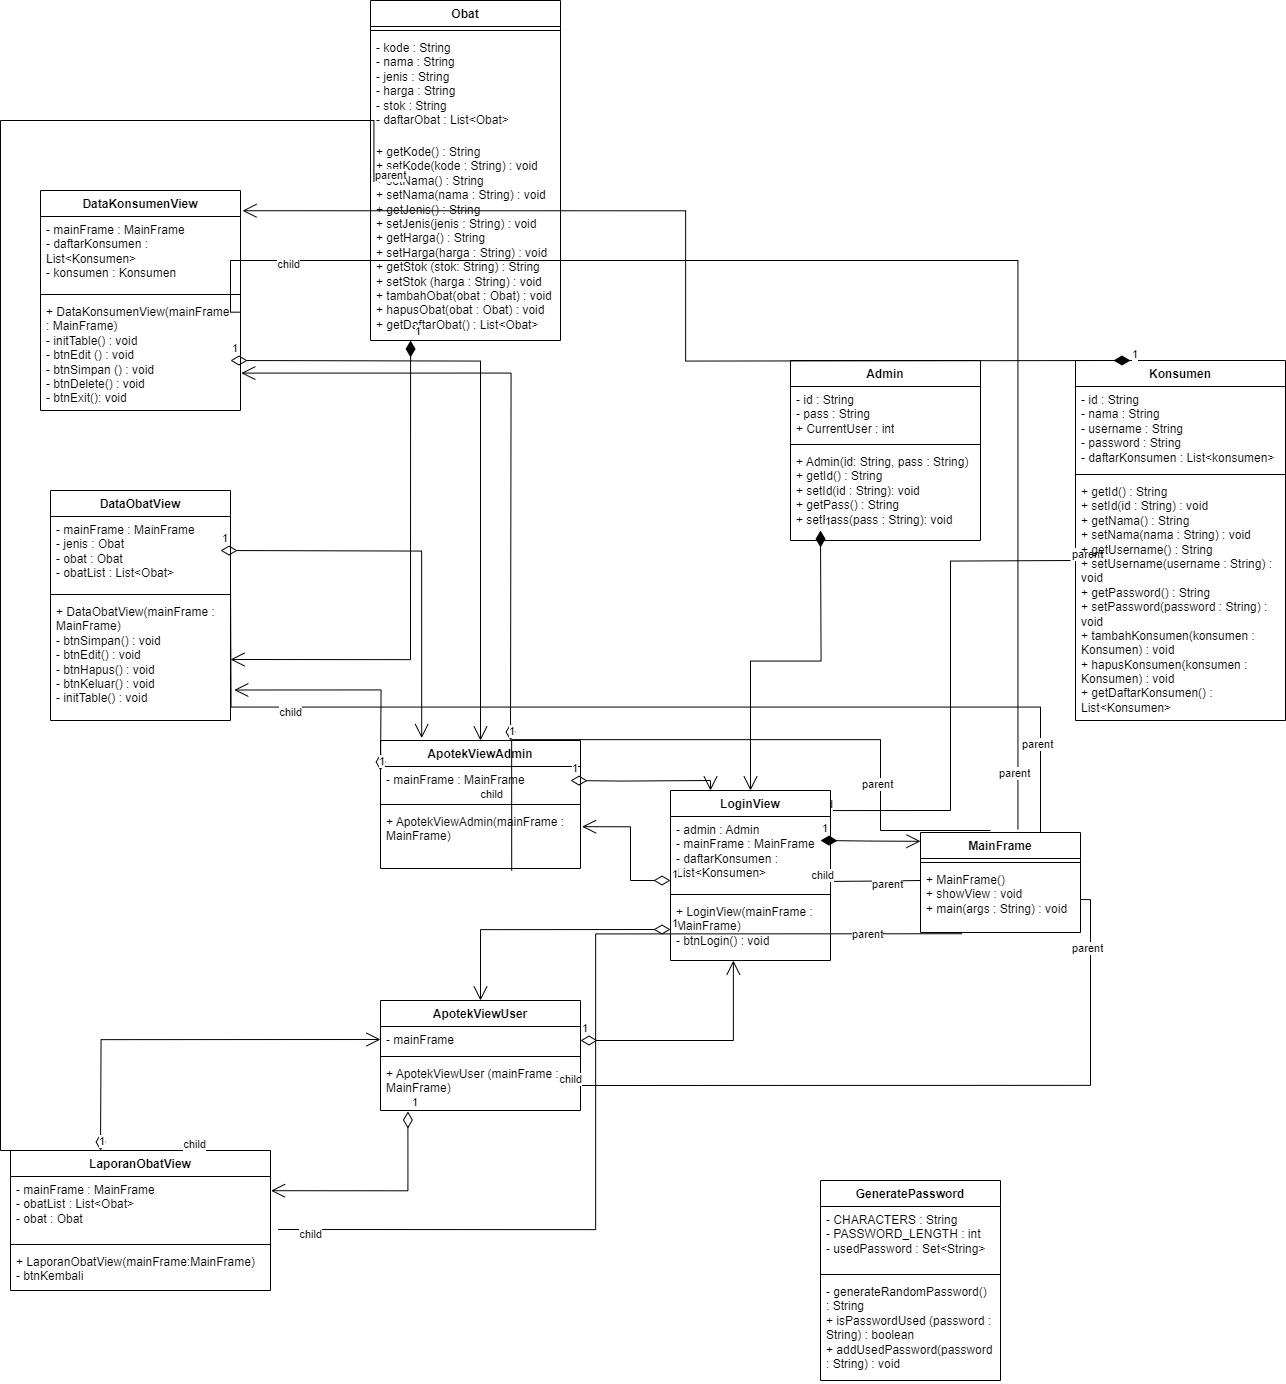 Obat
- kode : String
- nama : String
- jenis : String
- harga : String
- stok : String
- daftarObat : List<Obat>
+ getKode() : String
+ setKode(kode : String) : void
parent
+ setNama() : String
+ setNama(nama : String) : void
+ getJenis() : String
+ setJenis(jenis : String) : void
+ getHarga() : String
+ setHarga(harga : String) : void
+ getStok (stok: String) : String
+ setStok (harga : String) : void
+ tambahObat(obat : Obat) : void
+ hapusObat(obat : Obat) : void
+ getDaftarObat() : List<Obat>
1
DataKonsumenView
- mainFrame : MainFrame
- daftarKonsumen :
List<Konsumen>
- konsumen : Konsumen
child
+ DataKonsumenView(mainFrame
: MainFrame)
- initTable() : void
- btnEdit () : void
- btnSimpan () : void
- btnDelete() : void
- btnExit(): void
1
Admin
- id : String
- pass : String
+ CurrentUser : int
+ Admin(id: String, pass : String)
+ getId() : String
+ setId(id : String): void
+ getPass() : String
+ setPass(pass : String): void
1
1
Konsumen
- id : String
- nama : String
- username : String
- password : String
- daftarKonsumen : List<konsumen>
+ getId() : String
+ setId(id : String) : void
+ getNama() : String
+ setNama(nama : String) : void
+ getUsername() : String
parent
+ setUsername(username : String) :
void
+ getPassword() : String
+ setPassword(password : String) :
void
+ tambahKonsumen(konsumen :
Konsumen) : void
+ hapusKonsumen(konsumen :
Konsumen) : void
+ getDaftarKonsumen() :
List<Konsumen>
DataObatView
- mainFrame : MainFrame
- jenis : Obat
- obat : Obat
- obatList : List<Obat>
1
+ DataObatView(mainFrame :
MainFrame)
- btnSimpan() : void
- btnEdit() : void
- btnHapus() : void
- btnKeluar() : void
- initTable() : void
child
1
1
ApotekViewAdmin
- mainFrame : MainFrame
child
1
+ ApotekViewAdmin(mainFrame :
MainFrame)
LoginView
- admin : Admin
- mainFrame : MainFrame
- daftarKonsumen :
List<Konsumen>
1
1
child
+ LoginView(mainFrame :
MainFrame)
- btnLogin() : void
1
parent
parent
parent
parent
parent
parent
MainFrame
+ MainFrame()
+ showView : void
+ main(args : String) : void
ApotekViewUser
- mainFrame
1
+ ApotekViewUser (mainFrame :
MainFrame)
child
1
1
child
LaporanObatView
- mainFrame : MainFrame
- obatList : List<Obat>
- obat : Obat
child
+ LaporanObatView(mainFrame:MainFrame)
- btnKembali
GeneratePassword
- CHARACTERS : String
- PASSWORD_LENGTH : int
- usedPassword : Set<String>
- generateRandomPassword()
: String
+ isPasswordUsed (password :
String) : boolean
+ addUsedPassword(password
: String) : void